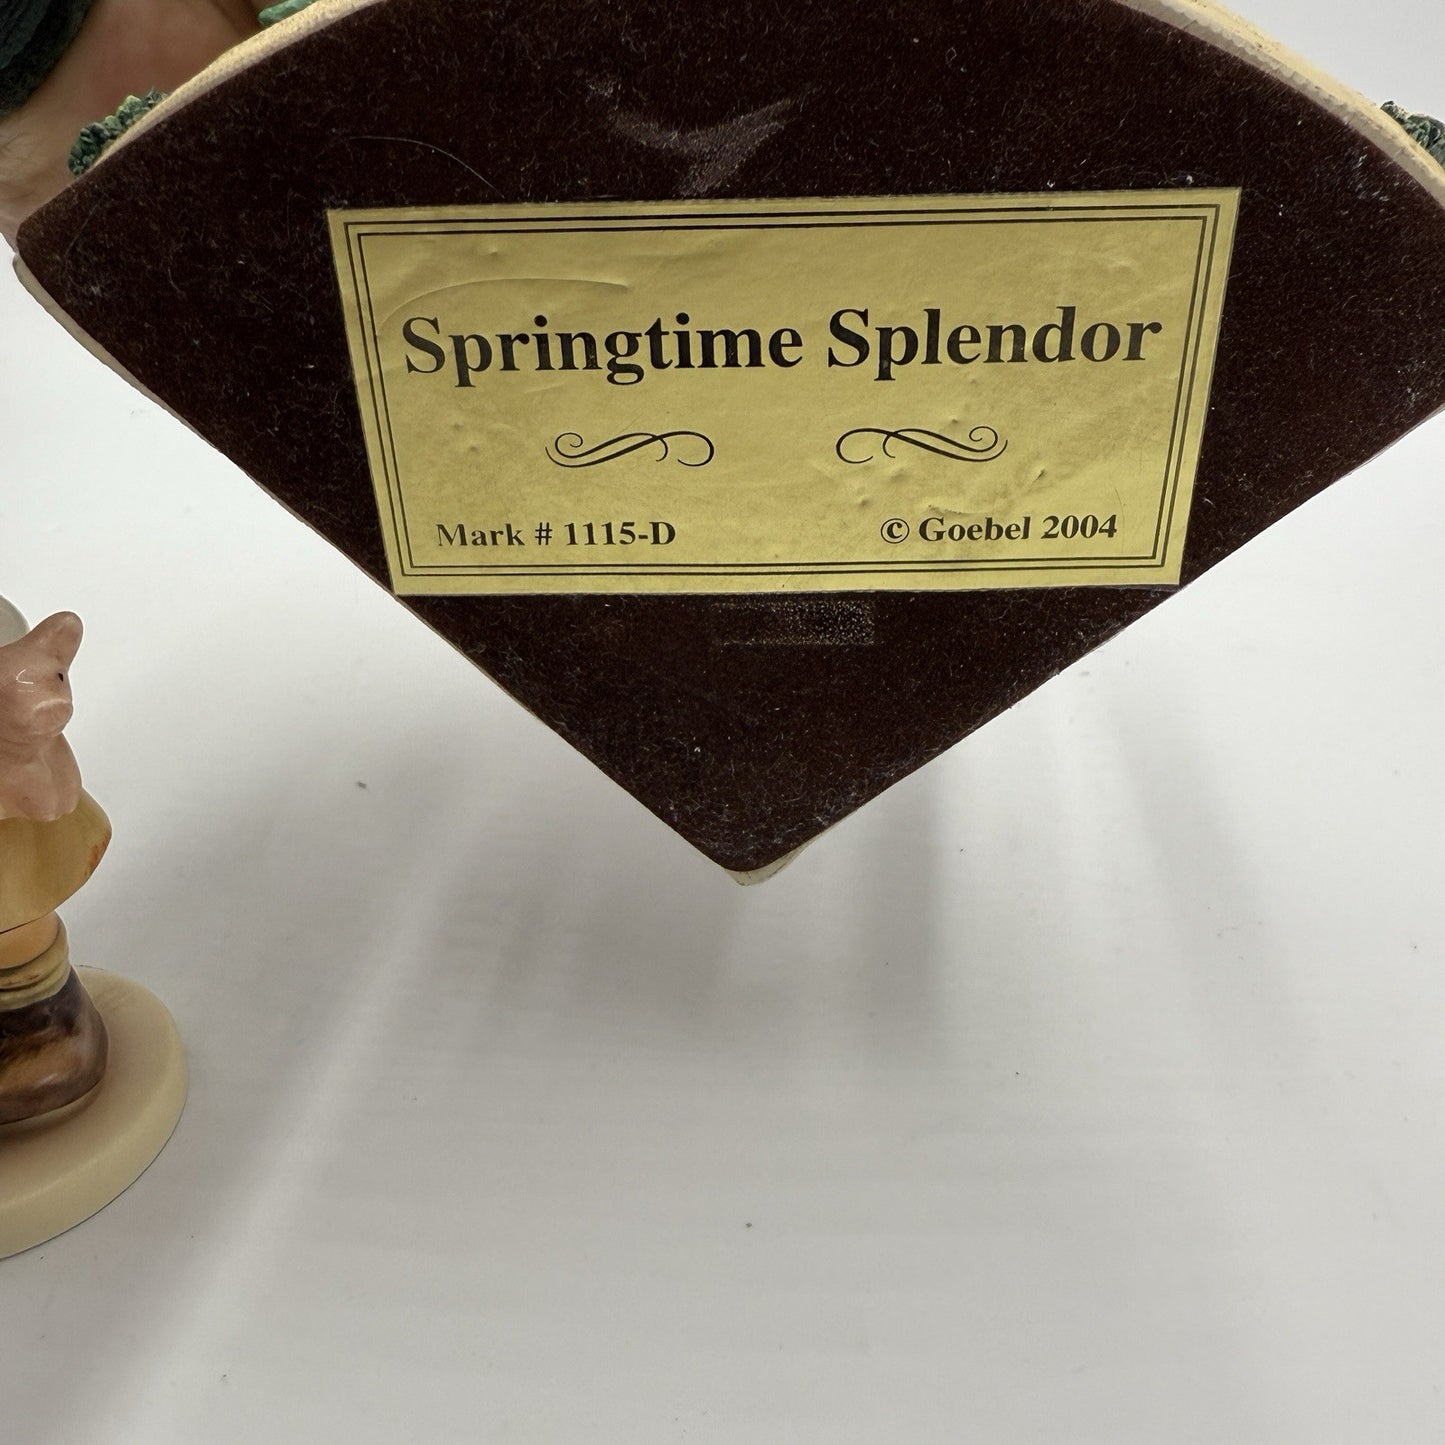 Springtime Splendor
Mark # 1115-D © Goebel 2004